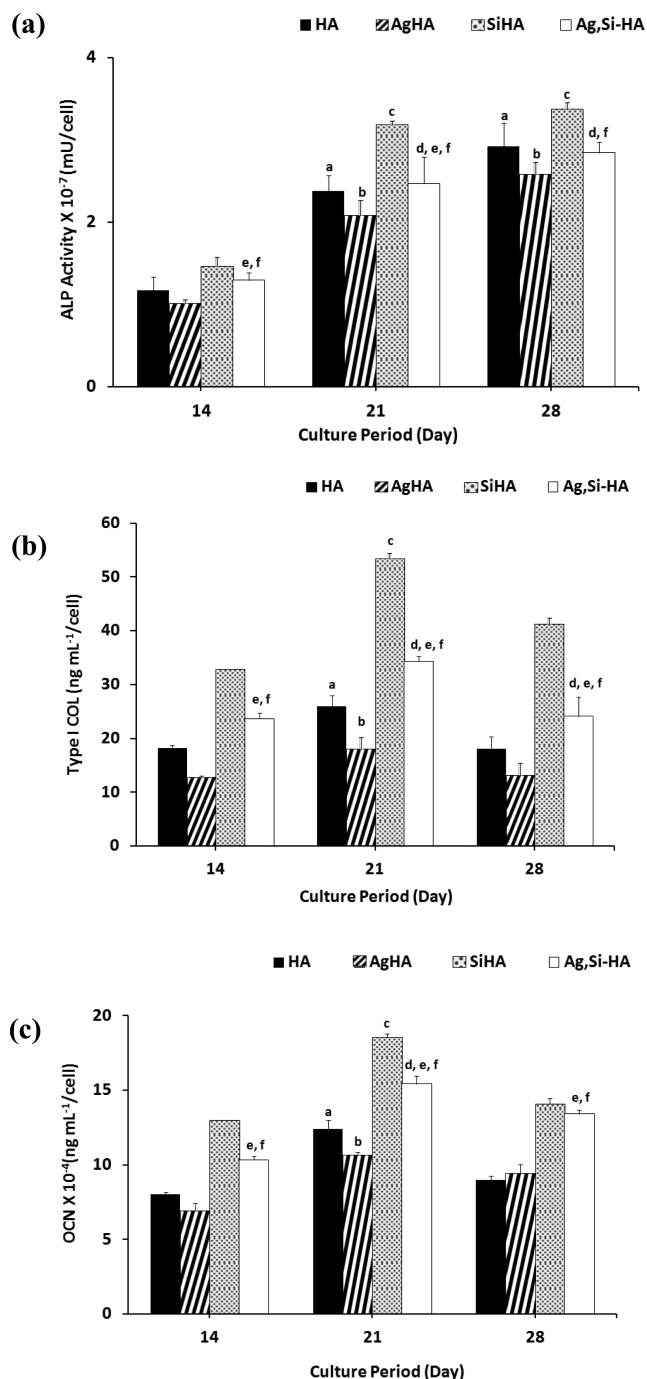 (a)
HA AgHA SiHA Ag,Si-HA
ALP Activity X 10-7 (mU/cell)
4
2
0
e, f
a
b
c
d, e, f
a
b
c
d, f
14 21 28
Culture Period (Day)
(b)
HA AgHA SiHA Ag,Si-HA
Type I COL (ng mL-1/cell)
60
50
40
30
20
10
0
e, f
a
b
c
d, e, f
d, e, f
14 21 28
Culture Period (Day)
HA AgHA SiHA Ag,Si-HA
(c)
OCN X 10-4(ng mL-1/cell)
20
15
10
5
0
e, f
a
b
c
d, e, f
e, f
14 21 28
Culture Period (Day)